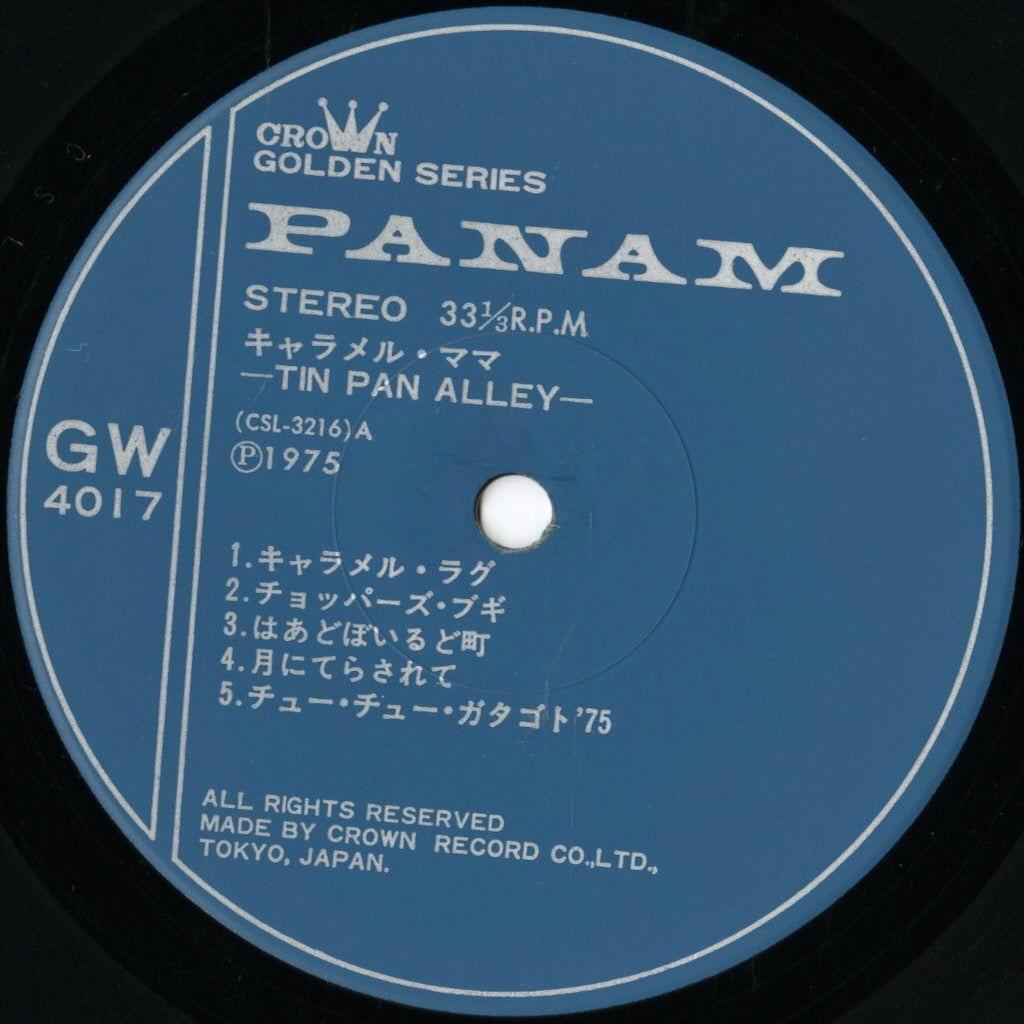 CROWN
GOLDEN SERIES
PANAM
STEREO 33⅓R.P.M
キャラメル・ママ
—TIN PAN ALLEY—
(CSL-3216)A
Ⓟ1975
GW
4017
1.キャラメル・ラグ
2.チョッパーズ・ブギ
3.はあどぼいるど町
4.月にてらされて
5.チュー・チュー・ガタゴト'75
ALL RIGHTS RESERVED
MADE BY CROWN RECORD CO.,LTD.,
TOKYO, JAPAN.